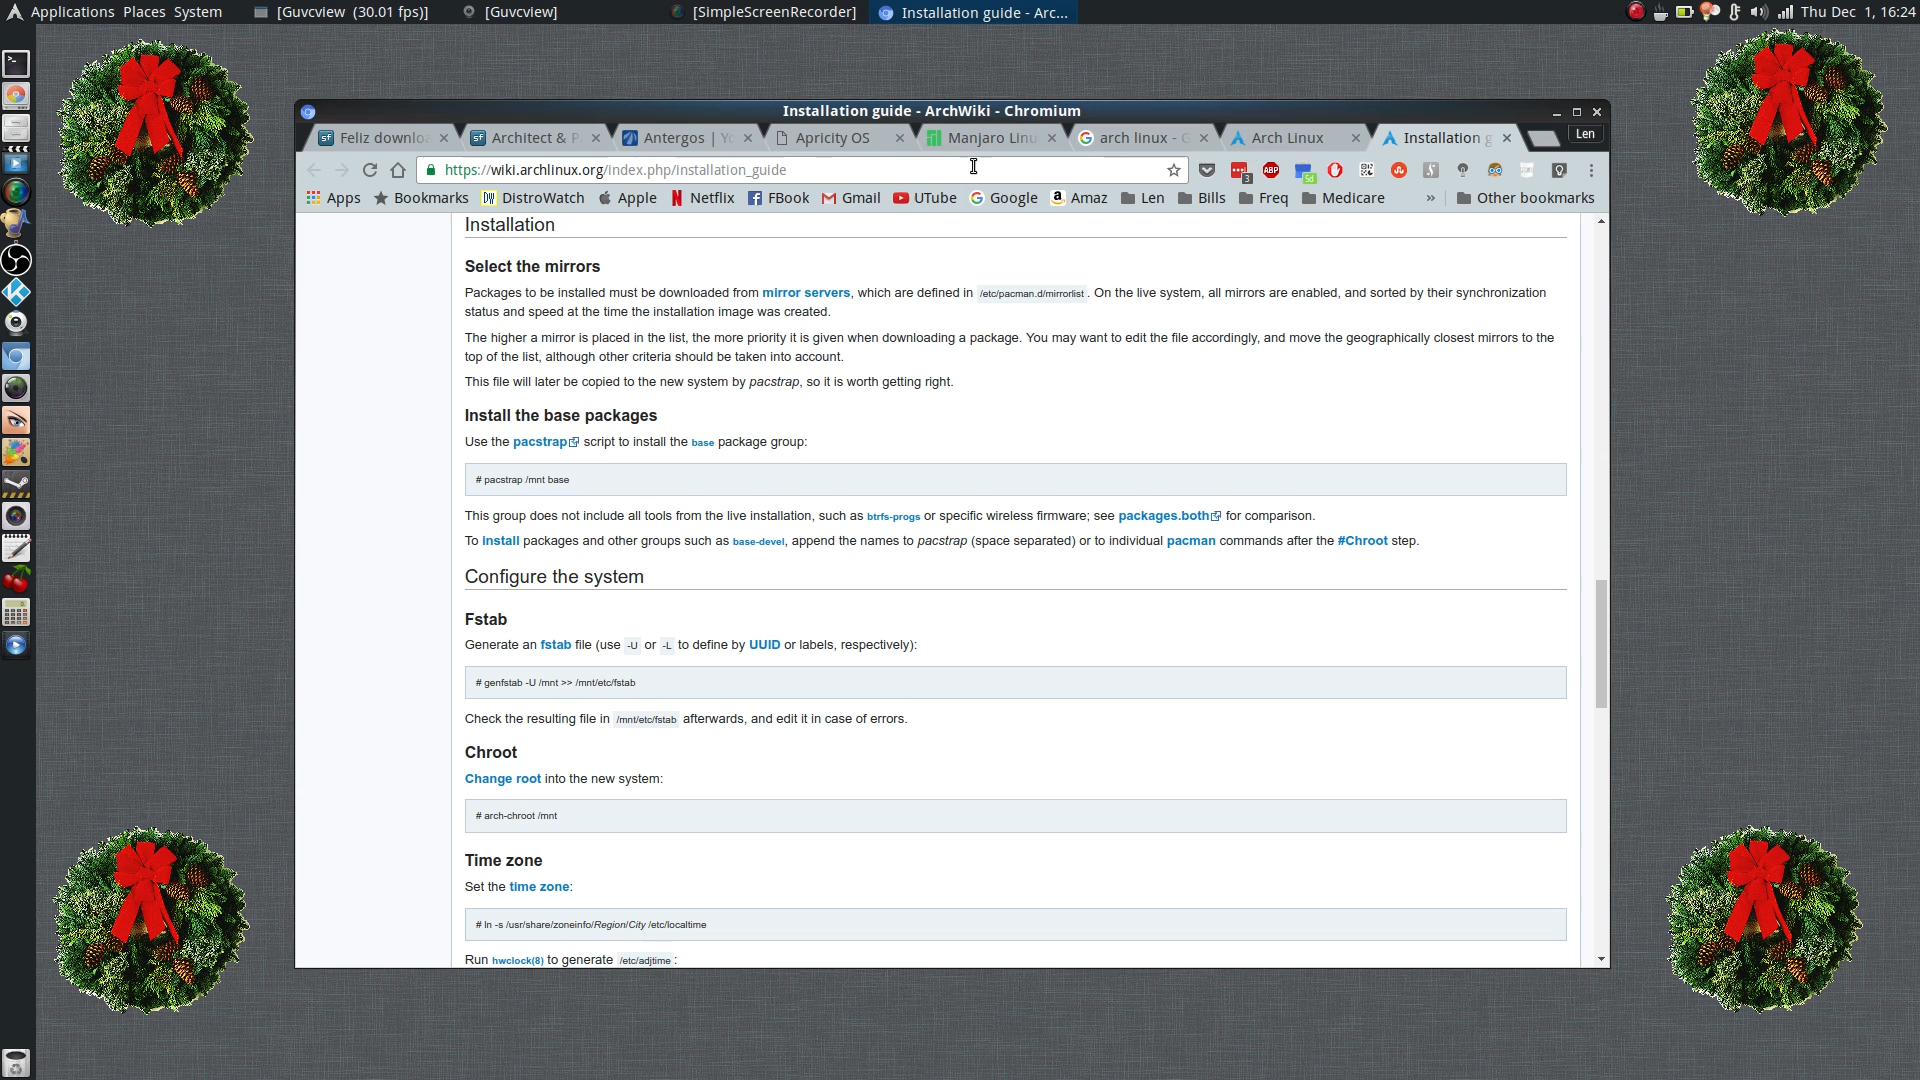 Applications Places System [Guvcview (30.01 fps)] [Guvcview] [SimpleScreenRecorder] Installation guide - Arc... Thu Dec 1, 16:24
Installation guide - ArchWiki - Chromium
Feliz downlo Architect & P Antergos | Yo Apricity OS Manjaro Linu arch linux - G Arch Linux Installation g Len
https://wiki.archlinux.org/index.php/installation_guide
Apps Bookmarks DistroWatch Apple Netflix FBook Gmail UTube Google Amaz Len Bills Freq Medicare » Other bookmarks
Installation
Select the mirrors
Packages to be installed must be downloaded from mirror servers, which are defined in /etc/pacman.d/mirrorlist. On the live system, all mirrors are enabled, and sorted by their synchronization
status and speed at the time the installation image was created.
The higher a mirror is placed in the list, the more priority it is given when downloading a package. You may want to edit the file accordingly, and move the geographically closest mirrors to the
top of the list, although other criteria should be taken into account.
This file will later be copied to the new system by pacstrap, so it is worth getting right.
Install the base packages
Use the pacstrap script to install the base package group:
# pacstrap /mnt base
This group does not include all tools from the live installation, such as btrfs-progs or specific wireless firmware; see packages.both for comparison.
To install packages and other groups such as base-devel, append the names to pacstrap (space separated) or to individual pacman commands after the #Chroot step.
Configure the system
Fstab
Generate an fstab file (use -U or -L to define by UUID or labels, respectively):
# genfstab -U /mnt >> /mnt/etc/fstab
Check the resulting file in /mnt/etc/fstab afterwards, and edit it in case of errors.
Chroot
Change root into the new system:
# arch-chroot /mnt
Time zone
Set the time zone:
# ln -s /usr/share/zoneinfo/Region/City /etc/localtime
Run hwclock(8) to generate /etc/adjtime: